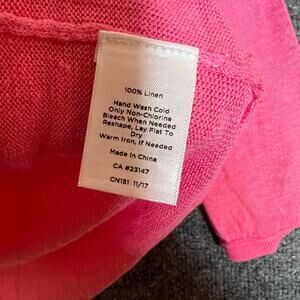 100% Linen
Hand Wash Cold
Only Non-Chlorine
Bleach When Needed
Reshape, Lay Flat To
Dry
Warm Iron, If Needed
Made In China
CA #23147
CN151 11/17